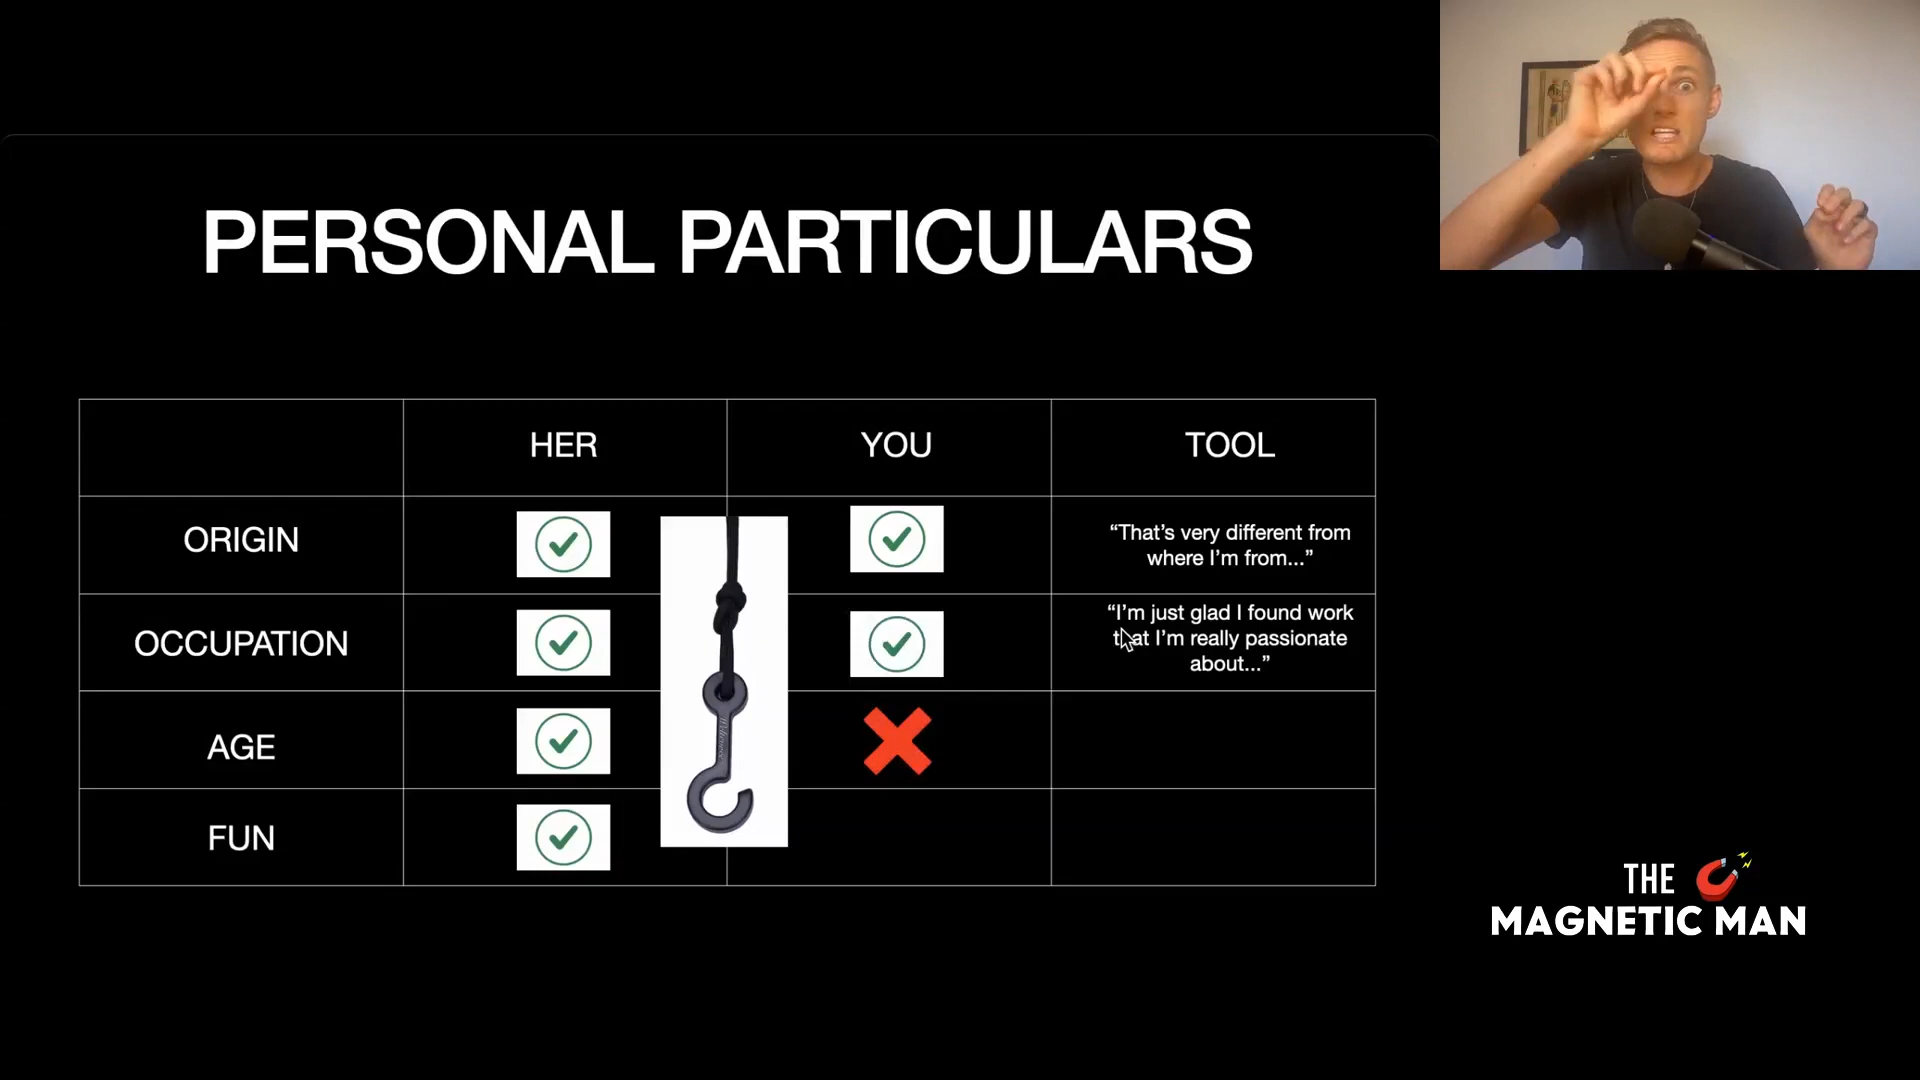 PERSONAL PARTICULARS
HER
YOU
TOOL
ORIGIN
“That’s very different from
where I’m from...”
OCCUPATION
“I’m just glad I found work
that I’m really passionate
about...”
AGE
FUN
THE
MAGNETIC MAN